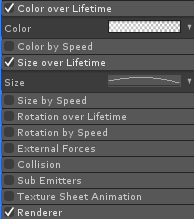 Color over Lifetime
Color
Color by Speed
Size over Lifetime
Size
Size by Speed
Rotation over Lifetime
Rotation by Speed
External Forces
Collision
Sub Emitters
Texture Sheet Animation
Renderer